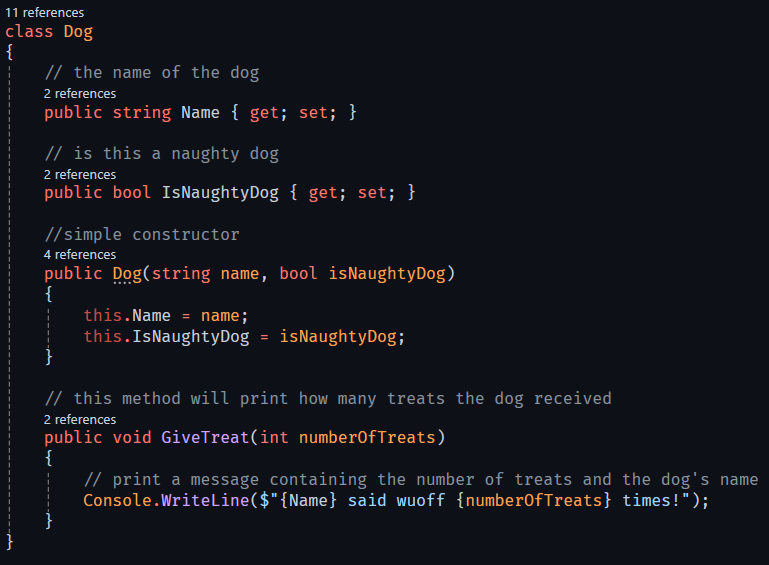 11 references
class Dog
{
// the name of the dog
2 references
public string Name { get; set; }
// is this a naughty dog
2 references
public bool IsNaughtyDog { get; set; }
//simple constructor
4 references
public Dog(string name, bool isNaughtyDog)
{
this.Name = name;
this.IsNaughtyDog = isNaughtyDog;
}
// this method will print how many treats the dog received
2 references
public void GiveTreat(int numberOfTreats)
{
// print a message containing the number of treats and the dog's name
Console.WriteLine($"{Name} said wuoff {numberOfTreats} times!");
}
}